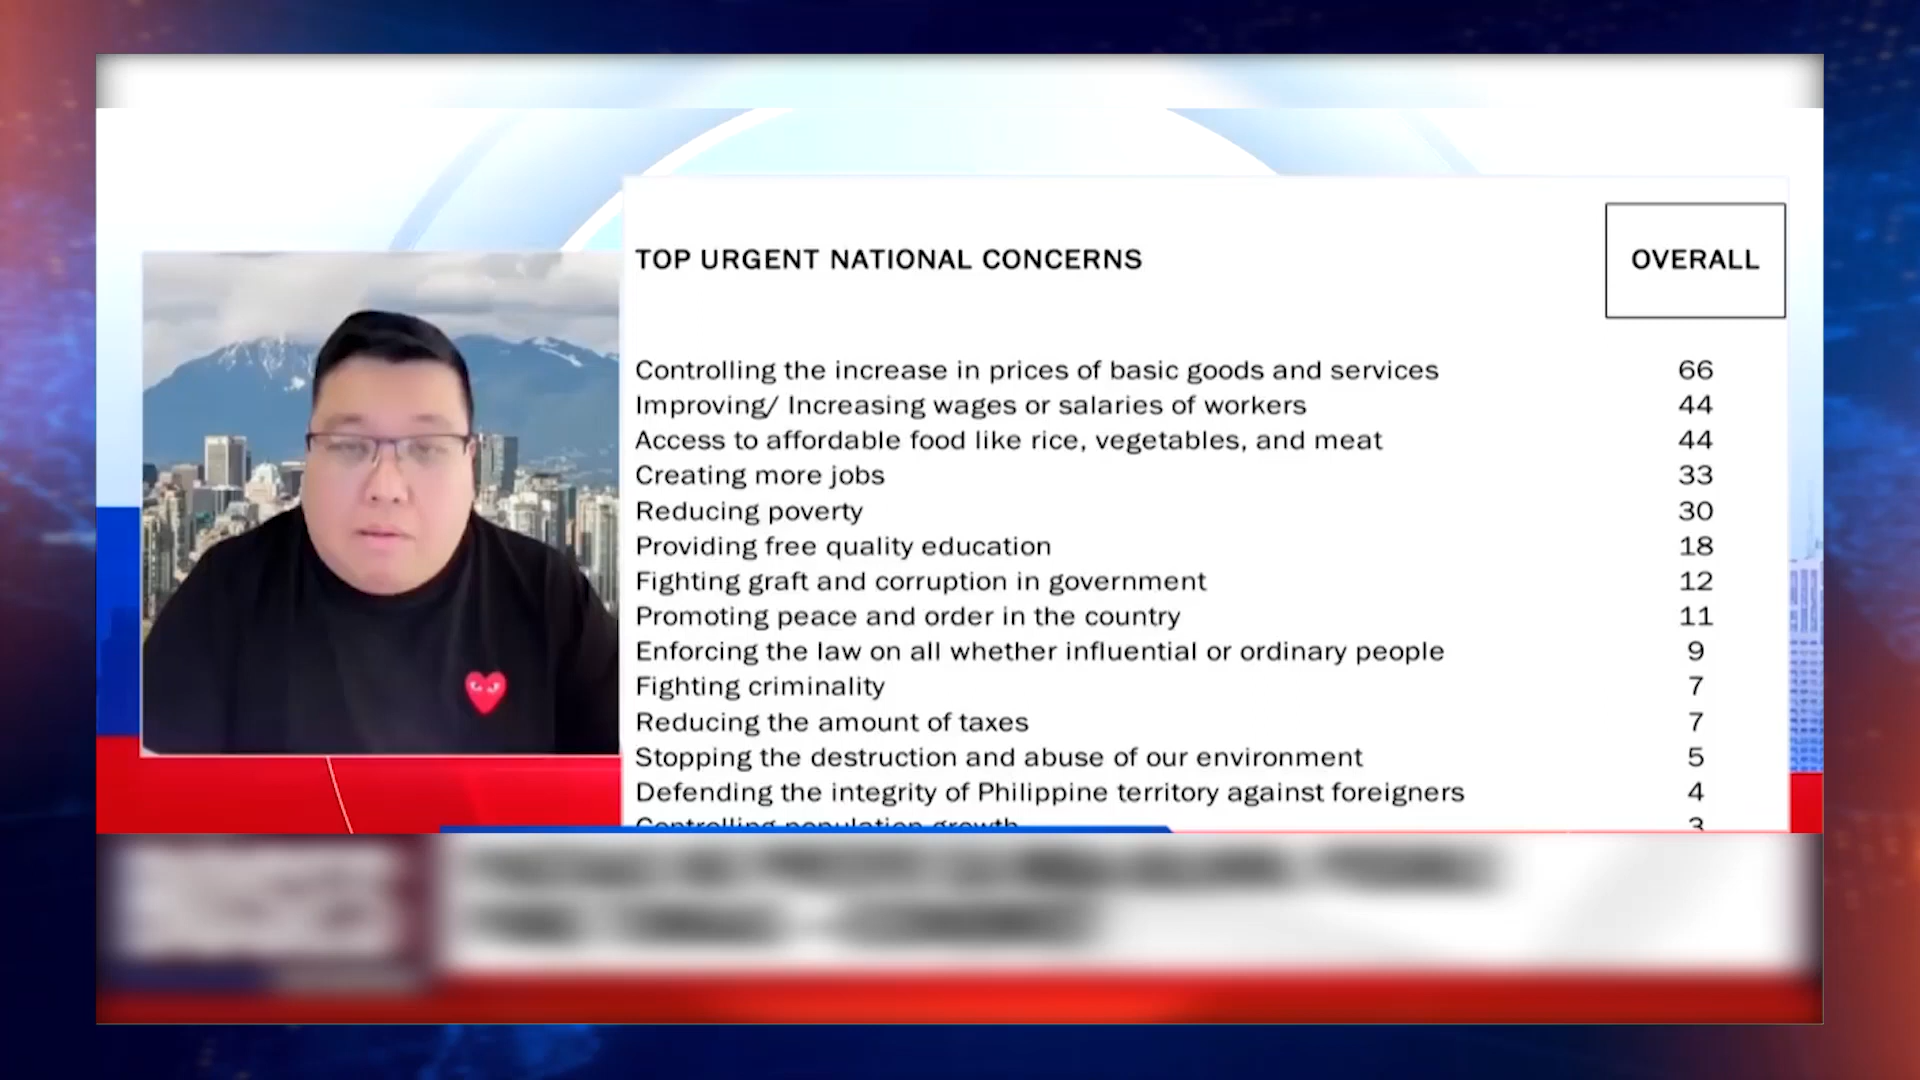 TOP URGENT NATIONAL CONCERNS OVERALL
Controlling the increase in prices of basic goods and services 66
Improving/ Increasing wages or salaries of workers 44
Access to affordable food like rice, vegetables, and meat 44
Creating more jobs 33
Reducing poverty 30
Providing free quality education 18
Fighting graft and corruption in government 12
Promoting peace and order in the country 11
Enforcing the law on all whether influential or ordinary people 9
Fighting criminality 7
Reducing the amount of taxes 7
Stopping the destruction and abuse of our environment 5
Defending the integrity of Philippine territory against foreigners 4
Controlling population growth 3